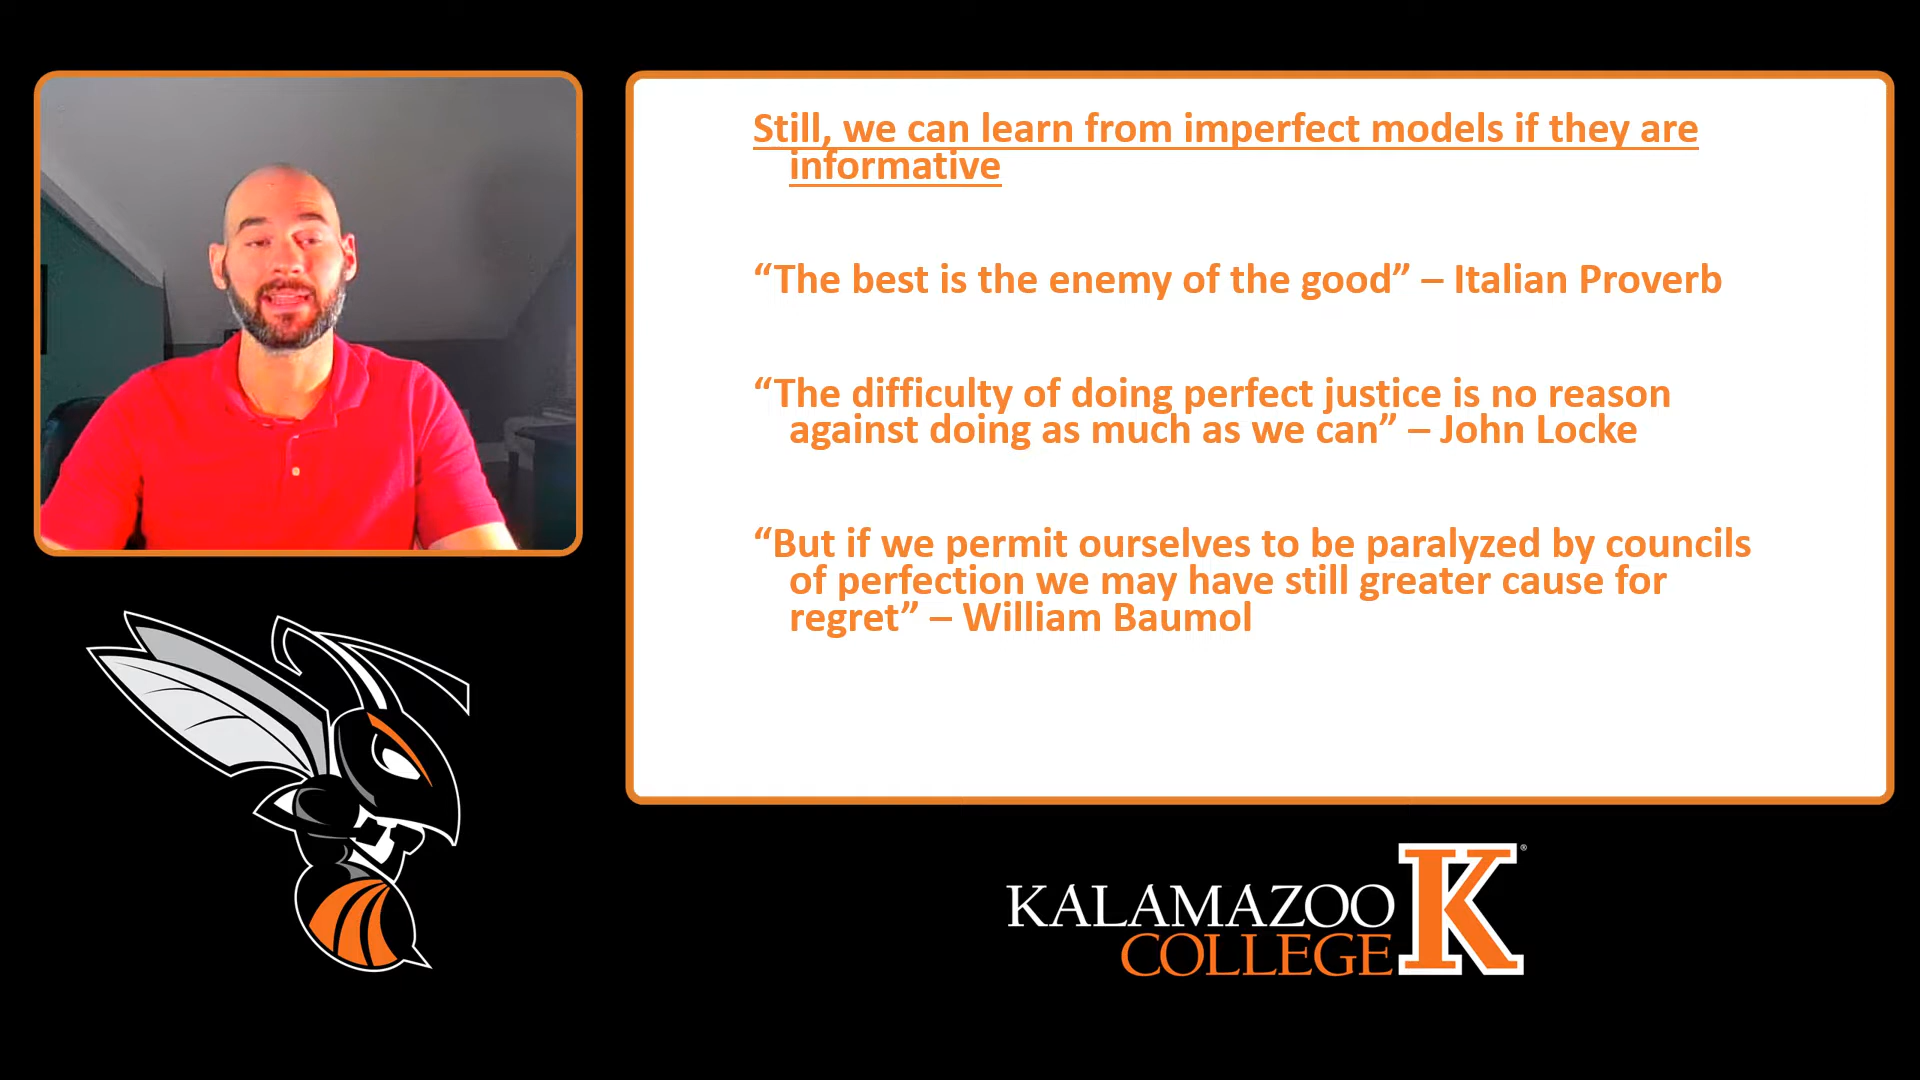 Still, we can learn from imperfect models if they are
informative
“The best is the enemy of the good” – Italian Proverb
“The difficulty of doing perfect justice is no reason
against doing as much as we can” – John Locke
“But if we permit ourselves to be paralyzed by councils
of perfection we may have still greater cause for
regret” – William Baumol
KALAMAZOO
COLLEGE
K®